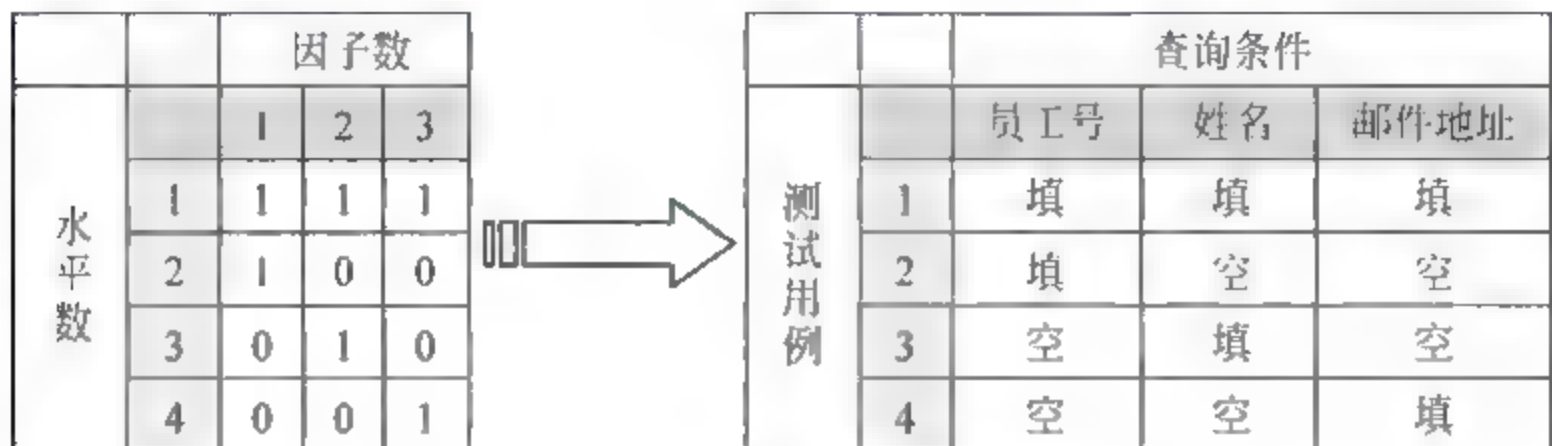 因子数
1 2 3
水平数
1 1 1 1
2 1 0 0
3 0 1 0
4 0 0 1
查询条件
员工号 姓名 邮件地址
测试用例
1 填 填 填
2 填 空 空
3 空 填 空
4 空 空 填